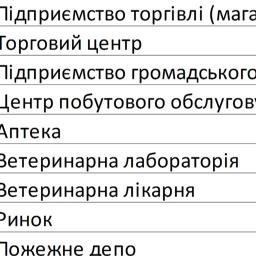 Підприємство торгівлі (мага
Торговий центр
Підприємство громадського
Центр побутового обслугов
Аптека
Ветеринарна лабораторія
Ветеринарна лікарня
Ринок
Пожежне депо